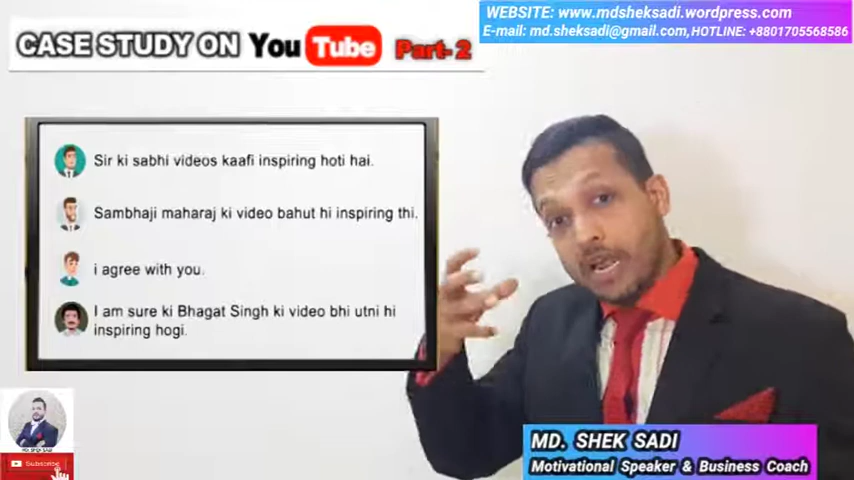 CASE STUDY ON YouTube Part-2
WEBSITE: www.mdsheksadi.wordpress.com
E-mail: md.sheksadi@gmail.com,HOTLINE: +8801705568586
Sir ki sabhi videos kaafi inspiring hoti hai.
Sambhaji maharaj ki video bahut hi inspiring thi.
i agree with you.
I am sure ki Bhagat Singh ki video bhi utni hi
inspiring hogi.
MD. SHEK SADI
Subscribe
MD. SHEK SADI
Motivational Speaker & Business Coach